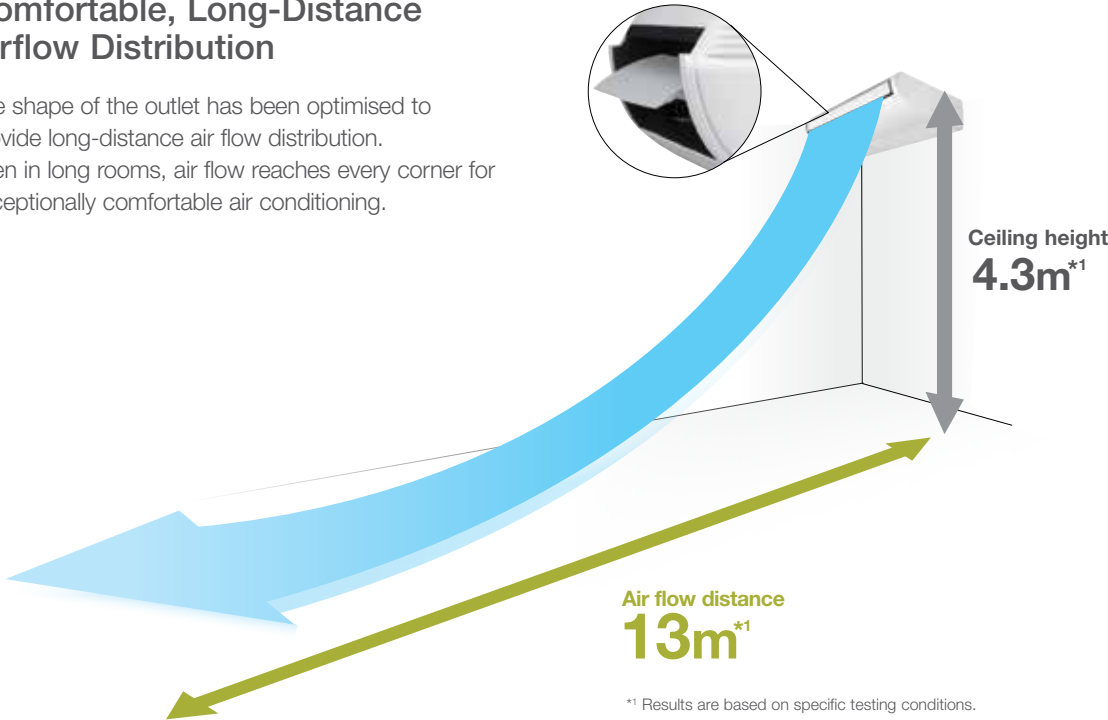 omfortable, Long-Distance
rflow Distribution
e shape of the outlet has been optimised to
ovide long-distance air flow distribution.
en in long rooms, air flow reaches every corner for
ceptionally comfortable air conditioning.
Ceiling height
4.3m*1
Air flow distance
13m*1
*1 Results are based on specific testing conditions.